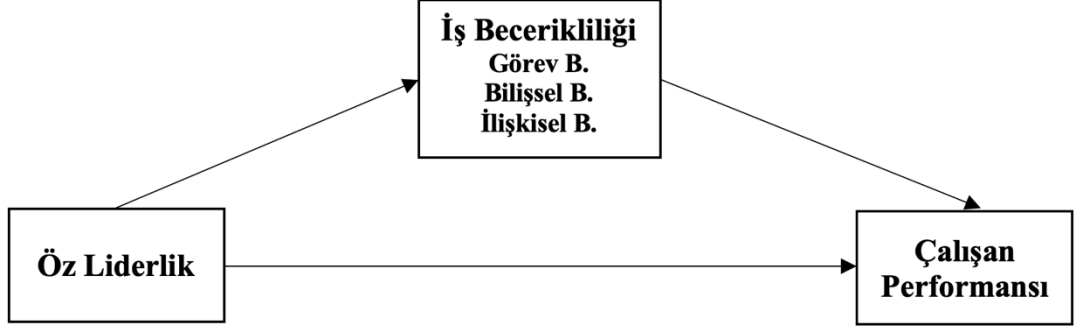 İş Becerikliliği
Görev B.
Bilişsel B.
İlişkisel B.
Öz Liderlik
Çalışan
Performansı